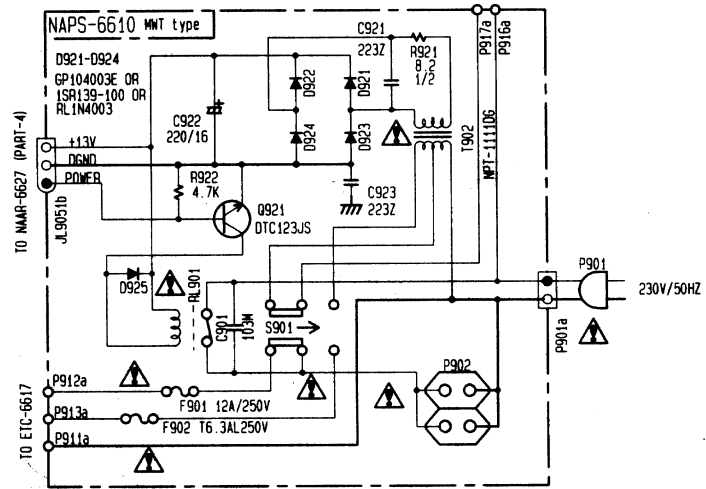 NAPS-6610 MWT type
D921-D924
GP104003E OR
1SR139-100 OR
RL1N4003
C922
220/16
D922
D921
D924
D923
C921
223Z
R921
8.2
1/2
P917a
P916a
T902
NPT-1111DG
TO NAAR-6627 (PART-4)
JL9051b
+13V
DGND
POWER
R922
4.7K
Q921
DTC123JS
C923
223Z
D925
RL901
C901
103M
S901
P901
P901a
230V/50HZ
P902
P912a
F901 12A/250V
P913a
F902 T6.3AL250V
P911a
TO ETC-6617